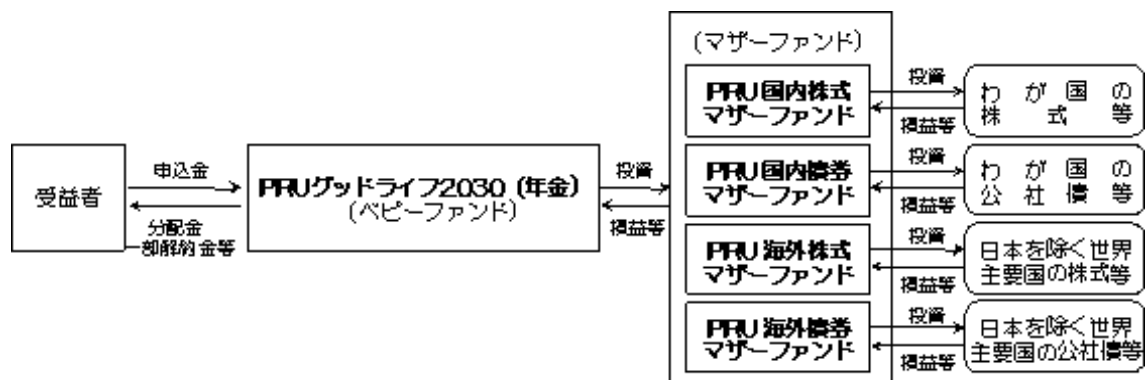 (マザーファンド)
受益者
申込金
分配金
一部解約金等
PRUグッドライフ2030(年金)
(ベビーファンド)
投資
損益等
PRU国内株式
マザーファンド
投資
損益等
わが国の
株式等
PRU国内債券
マザーファンド
投資
損益等
わが国の
公社債等
PRU海外株式
マザーファンド
投資
損益等
日本を除く世界
主要国の株式等
PRU海外債券
マザーファンド
投資
損益等
日本を除く世界
主要国の公社債等